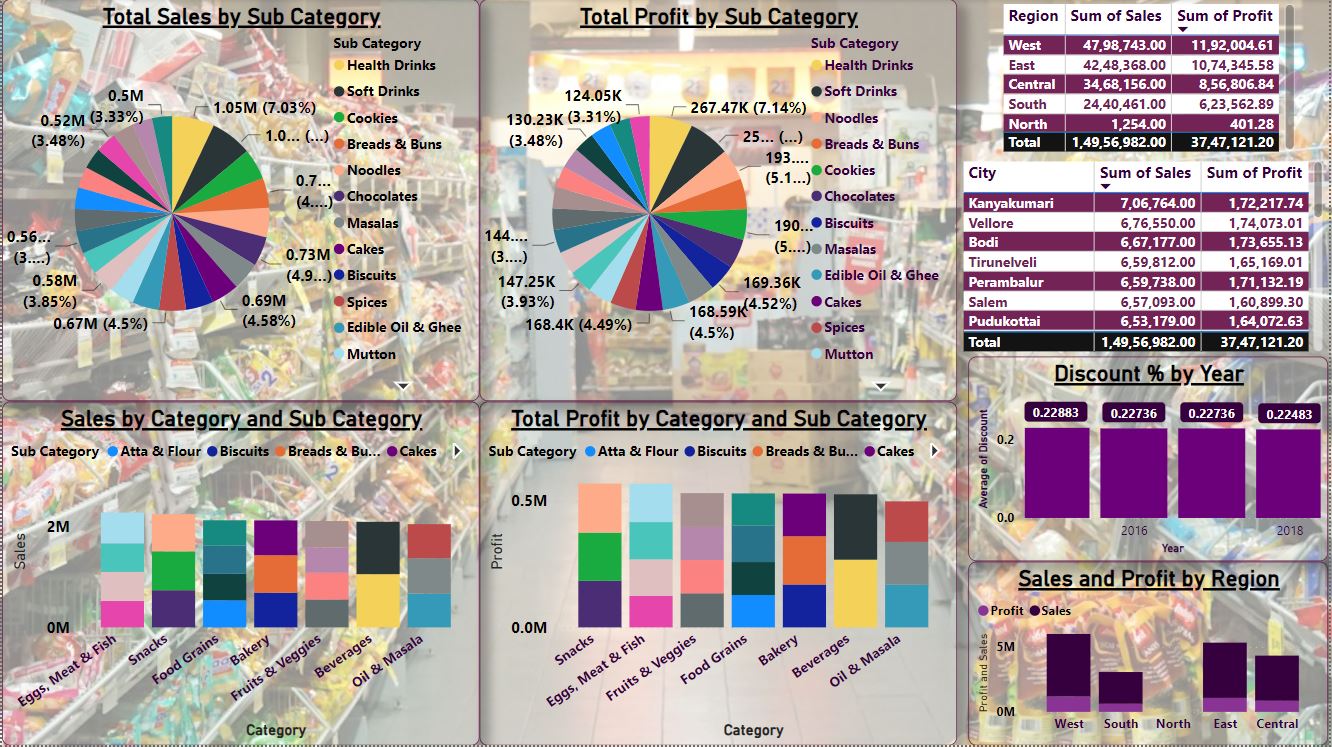 Total Sales by Sub Category
Sub Category
Health Drinks
Soft Drinks
Cookies
Breads & Buns
Noodles
Chocolates
Masalas
Cakes
Biscuits
Spices
Edible Oil & Ghee
Mutton
1.05M (7.03%)
1.0... (...)
0.7...
(4....)
0.73M
(4.9...)
0.69M
(4.58%)
0.67M (4.5%)
0.58M
(3.85%)
0.56...
(3....)
0.52M
(3.48%)
0.5M
(3.33%)
Total Profit by Sub Category
Sub Category
Health Drinks
Soft Drinks
Noodles
Breads & Buns
Cookies
Chocolates
Biscuits
Masalas
Edible Oil & Ghee
Cakes
Spices
Mutton
267.47K (7.14%)
25... (...)
193....
(5.1...)
190...
(5....)
169.36K
(4.52%)
168.59K
(4.5%)
168.4K (4.49%)
147.25K
(3.93%)
144....
(3....)
130.23K
(3.48%)
124.05K
(3.31%)
Region Sum of Sales Sum of Profit
West 47,98,743.00 11,92,004.61
East 42,48,368.00 10,74,345.58
Central 34,68,156.00 8,56,806.84
South 24,40,461.00 6,23,562.89
North 1,254.00 401.28
Total 1,49,56,982.00 37,47,121.20
City Sum of Sales Sum of Profit
Kanyakumari 7,06,764.00 1,72,217.74
Vellore 6,76,550.00 1,74,073.01
Bodi 6,67,177.00 1,73,655.13
Tirunelveli 6,59,812.00 1,65,169.01
Perambalur 6,59,738.00 1,71,132.19
Salem 6,57,093.00 1,60,899.30
Pudukottai 6,53,179.00 1,64,072.63
Total 1,49,56,982.00 37,47,121.20
Sales by Category and Sub Category
Sub Category Atta & Flour Biscuits Breads & Bu... Cakes
Sales
2M
0M
Eggs, Meat & Fish
Snacks
Food Grains
Bakery
Fruits & Veggies
Beverages
Oil & Masala
Category
Total Profit by Category and Sub Category
Sub Category Atta & Flour Biscuits Breads & Bu... Cakes
Profit
0.5M
0.0M
Snacks
Eggs, Meat & Fish
Fruits & Veggies
Food Grains
Bakery
Beverages
Oil & Masala
Category
Discount % by Year
Average of Discount
0.2
0.0
0.22883 0.22736 0.22736 0.22483
2016 2018
Year
Sales and Profit by Region
Profit Sales
Profit and Sales
5M
0M
West South North East Central